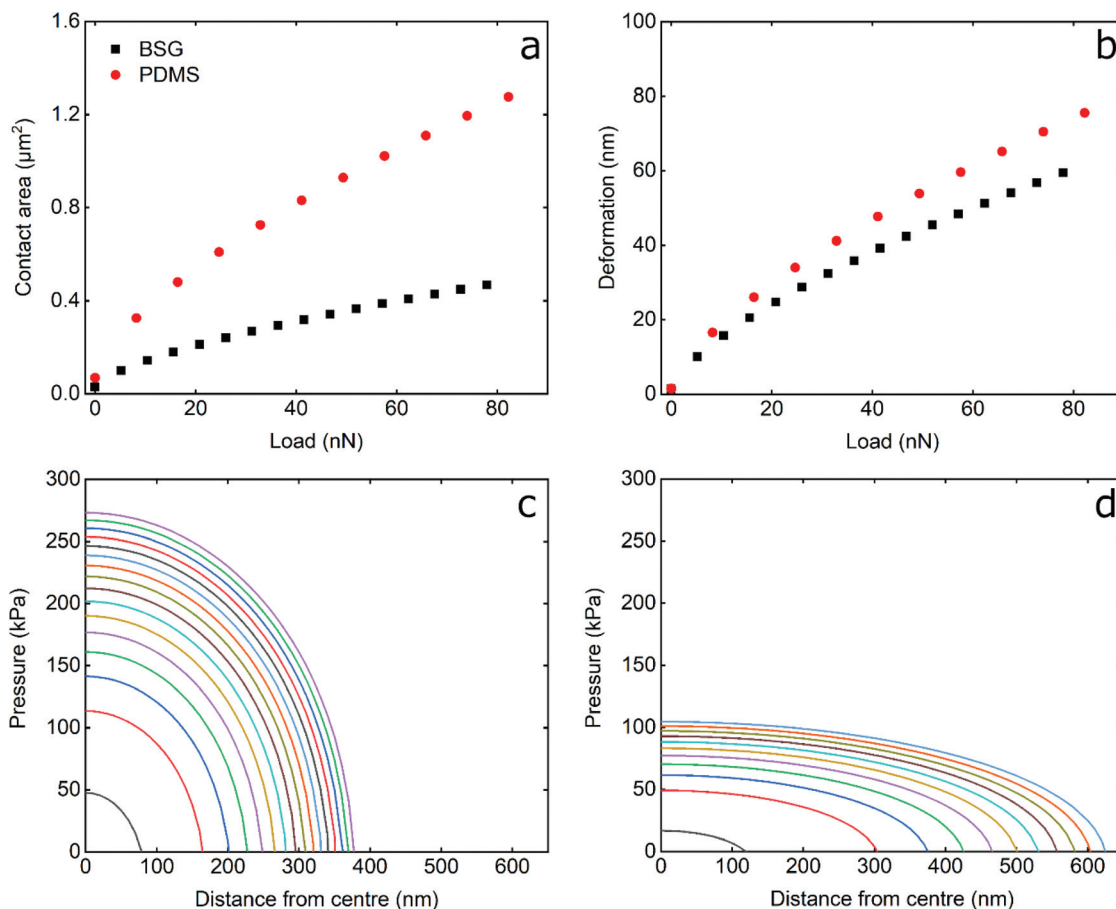 a
1.6
1.2
0.8
0.4
0.0
Contact area (µm²)
BSG
PDMS
0 20 40 60 80
Load (nN)
b
100
80
60
40
20
0
Deformation (nm)
0 20 40 60 80
Load (nN)
c
300
250
200
150
100
50
0
Pressure (kPa)
0 100 200 300 400 500 600
Distance from centre (nm)
d
300
250
200
150
100
50
0
Pressure (kPa)
0 100 200 300 400 500 600
Distance from centre (nm)